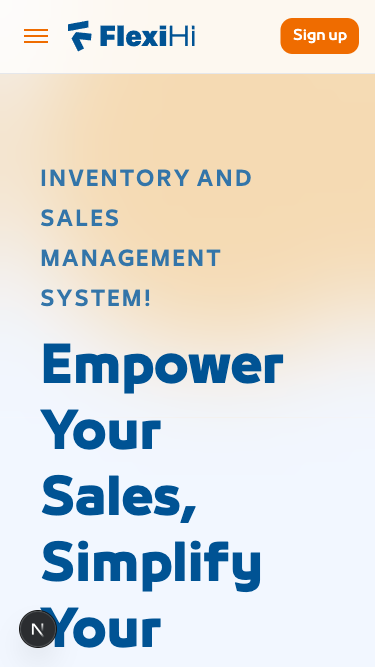 FlexiHi
Sign up
INVENTORY AND
SALES
MANAGEMENT
SYSTEM!
Empower
Your
Sales,
Simplify
Your
N